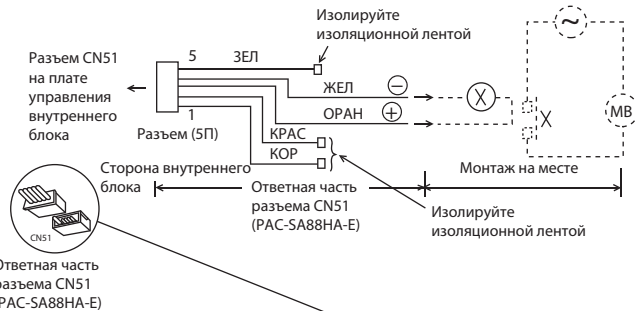 Изолируйте
изоляционной лентой
Разъем CN51
на плате
управления
внутреннего
блока
5
ЗЕЛ
ЖЕЛ
−
ОРАН
+
1
Разъем (5П)
КРАС
КОР
X
X
~
МВ
Сторона внутреннего
блока
Ответная часть
разъема CN51
(PAC-SA88HA-E)
Монтаж на месте
Изолируйте
изоляционной лентой
CN51
Ответная часть
разъема CN51
(PAC-SA88HA-E)